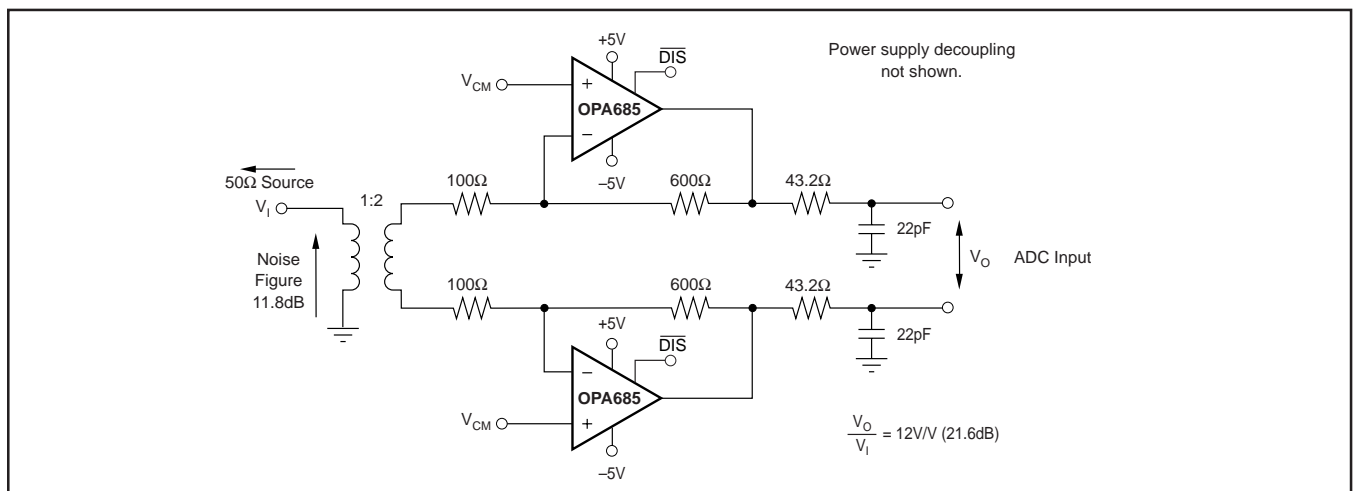 +5V
Power supply decoupling
not shown.
D̅I̅S̅
V_CM
+
OPA685
−
−5V
50Ω Source
V_I
1:2
100Ω
600Ω
43.2Ω
22pF
Noise
Figure
11.8dB
V_O ADC Input
100Ω
600Ω
43.2Ω
+5V
D̅I̅S̅
22pF
−
OPA685
V_CM
+
−5V
V_O
V_I
= 12V/V (21.6dB)